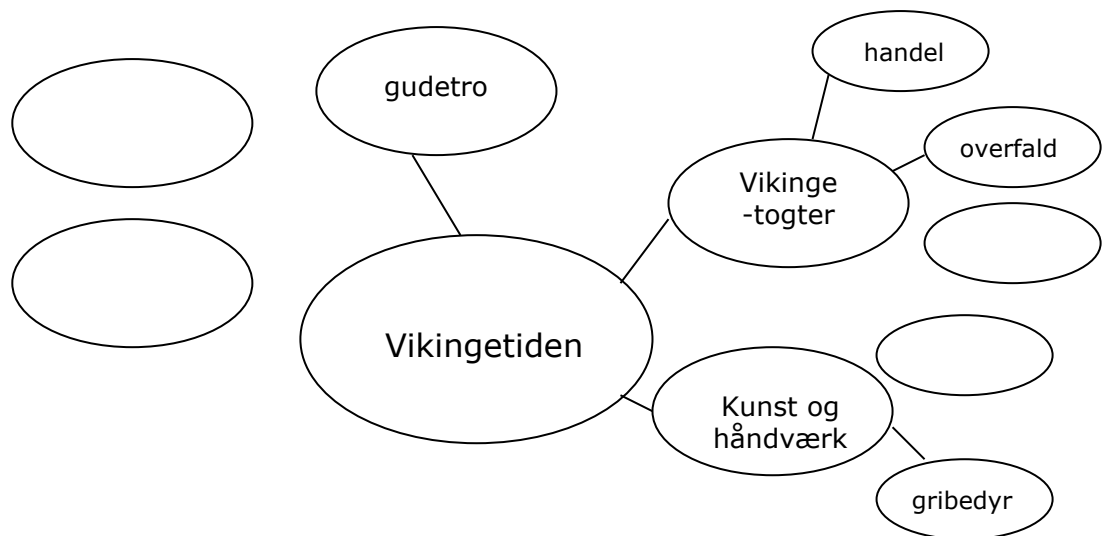 handel
gudetro
overfald
Vikinge
-togter
Vikingetiden
Kunst og
håndværk
gribedyr